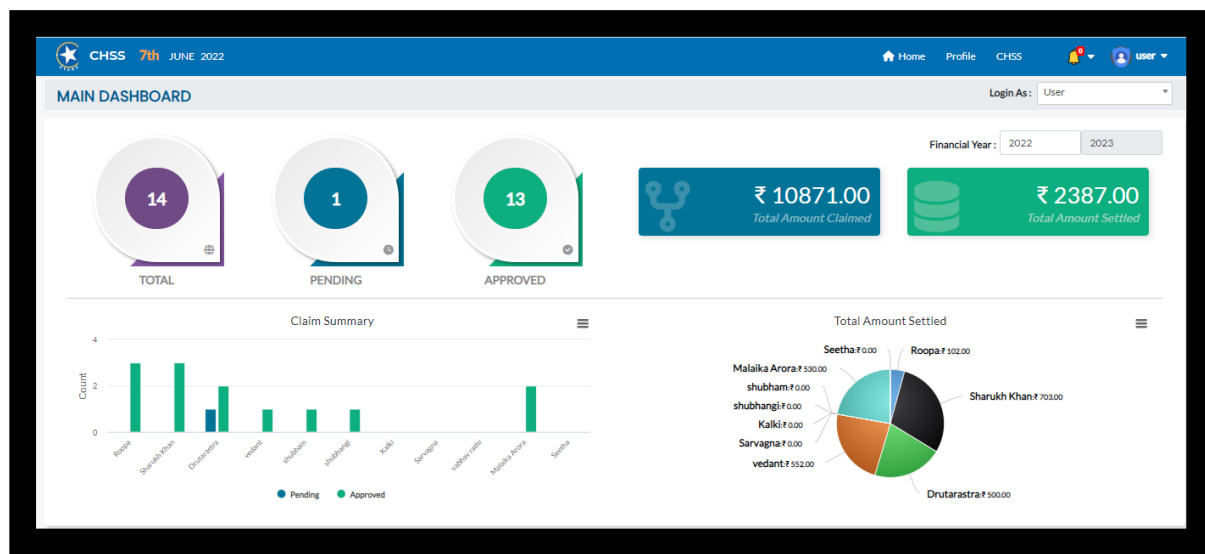 CHSS 7th JUNE 2022
Home Profile CHSS 0 user
MAIN DASHBOARD
Login As : User
Financial Year : 2022 2023
14
TOTAL
1
PENDING
13
APPROVED
₹ 10871.00
Total Amount Claimed
₹ 2387.00
Total Amount Settled
Claim Summary
Count
4
2
0
Roopa
Sharukh Khan
Drutarastra
vedant
shubham
shubhangi
Kalki
Sarvagna
vabhav rathi
Malaika Arora
Seetha
Pending Approved
Total Amount Settled
Seetha:₹ 0.00
Roopa:₹ 102.00
Malaika Arora:₹ 530.00
shubham:₹ 0.00
Sharukh Khan:₹ 703.00
shubhangi:₹ 0.00
Kalki:₹ 0.00
Sarvagna:₹ 0.00
vedant:₹ 552.00
Drutarastra:₹ 500.00